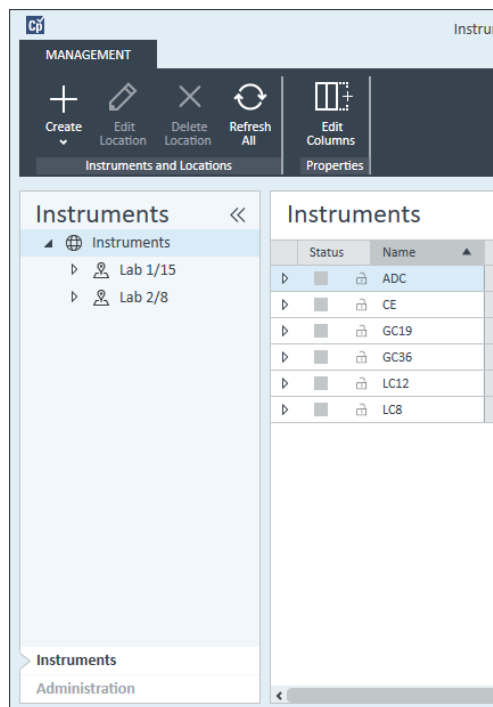 Cp
Instru
MANAGEMENT
Create
Edit Location
Delete Location
Refresh All
Edit Columns
Instruments and Locations
Properties
Instruments
Instruments
Lab 1/15
Lab 2/8
Instruments
Administration
Instruments
Status Name
ADC
CE
GC19
GC36
LC12
LC8